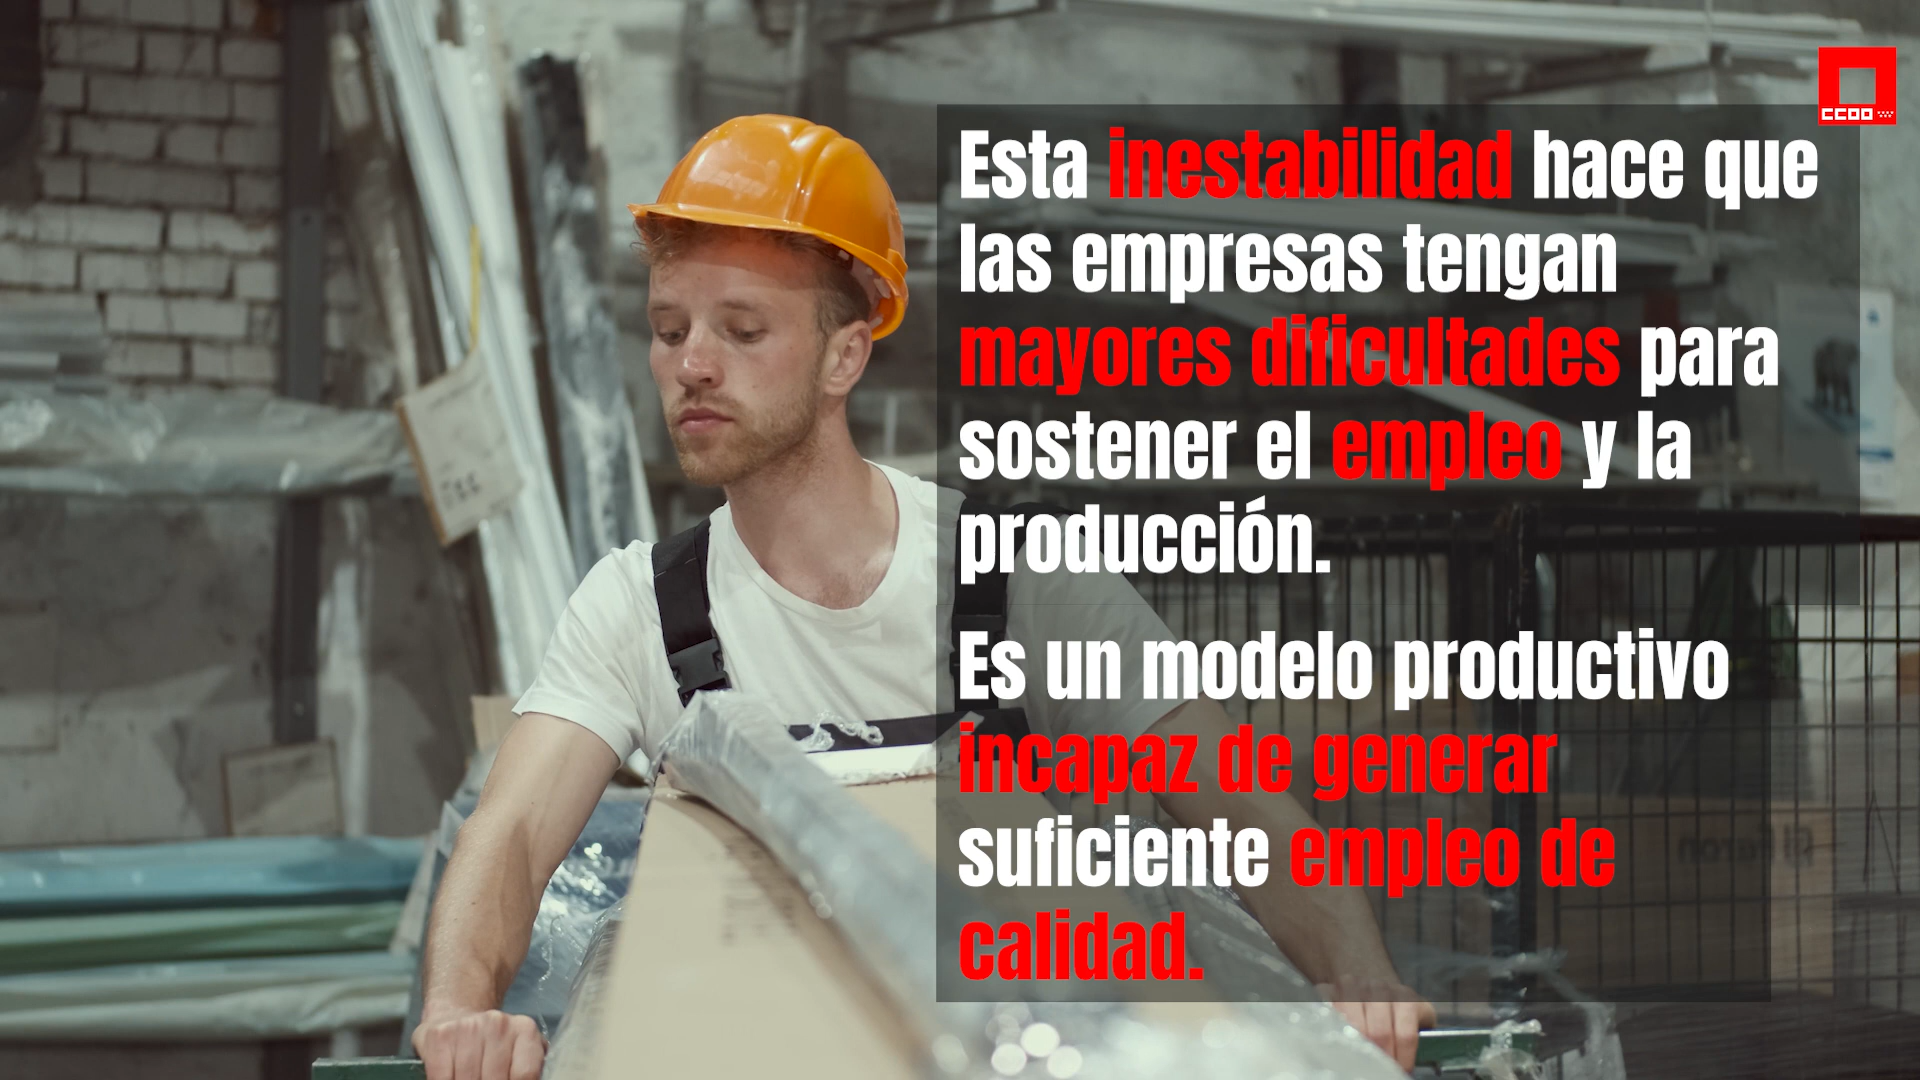 CCOO
Esta inestabilidad hace que
las empresas tengan
mayores dificultades para
sostener el empleo y la
producción.
Es un modelo productivo
incapaz de generar
suficiente empleo de
calidad.